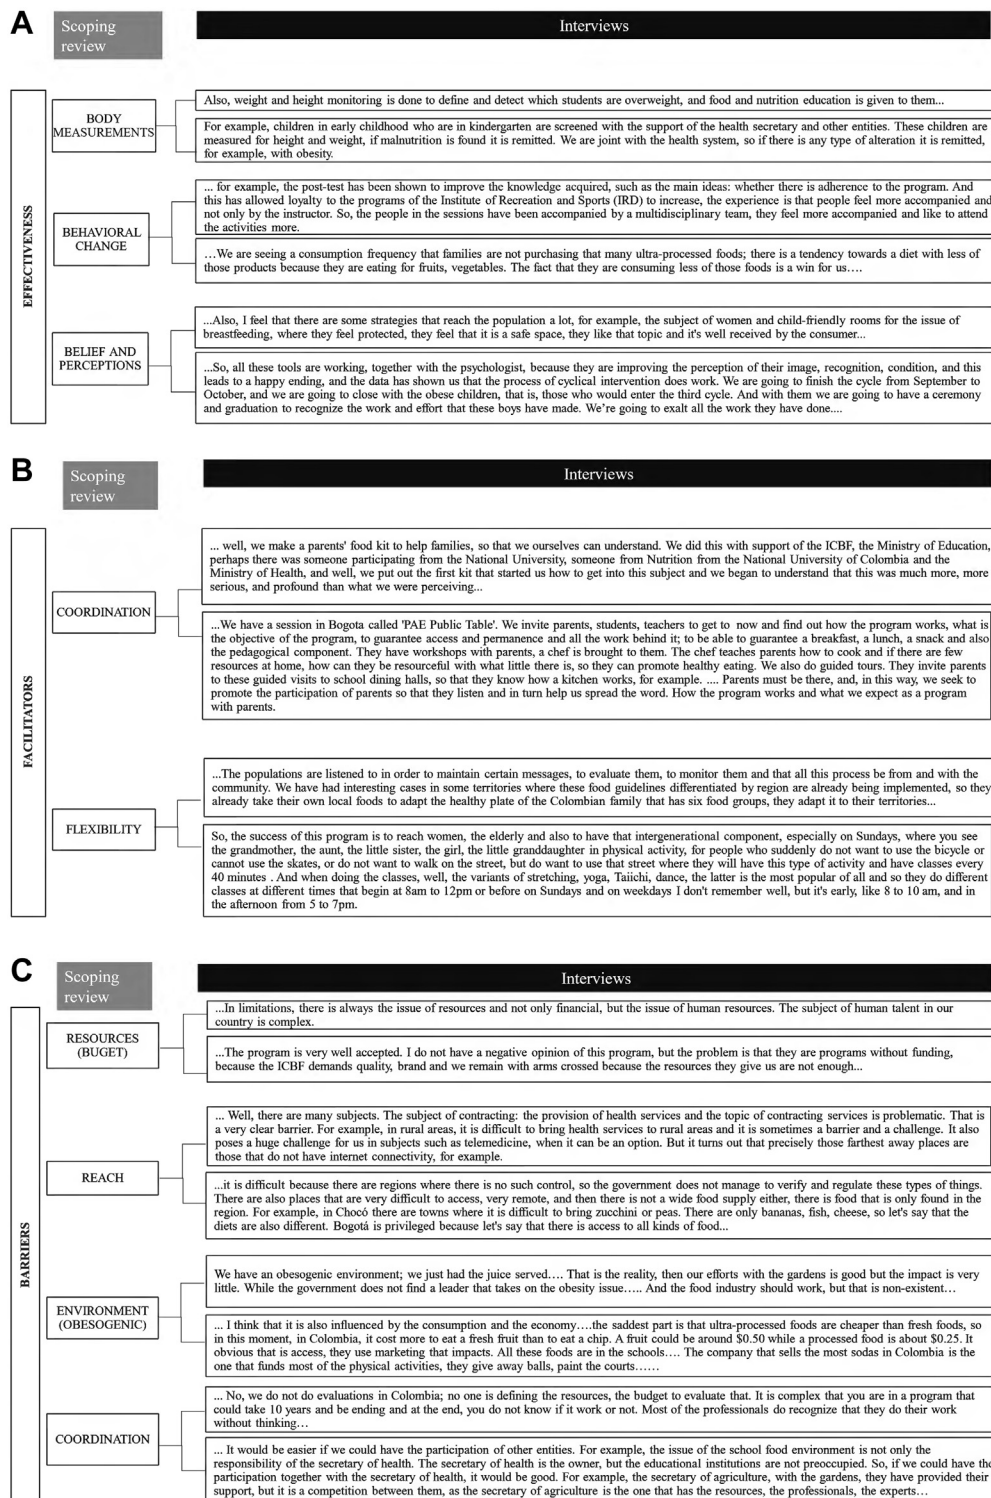 A
Scoping
review
Interviews
EFFECTIVENESS
BODY
MEASUREMENTS
Also, weight and height monitoring is done to define and detect which students are overweight, and food and nutrition education is given to them...
For example, children in early childhood who are in kindergarten are screened with the support of the health secretary and other entities. These children are
measured for height and weight, if malnutrition is found it is remitted. We are joint with the health system, so if there is any type of alteration it is remitted,
for example, with obesity.
BEHAVIORAL
CHANGE
... for example, the post-test has been shown to improve the knowledge acquired, such as the main ideas: whether there is adherence to the program. And
this has allowed loyalty to the programs of the Institute of Recreation and Sports (IRD) to increase, the experience is that people feel more accompanied and
not only by the instructor. So, the people in the sessions have been accompanied by a multidisciplinary team, they feel more accompanied and like to attend
the activities more.
…We are seeing a consumption frequency that families are not purchasing that many ultra-processed foods; there is a tendency towards a diet with less of
those products because they are eating for fruits, vegetables. The fact that they are consuming less of those foods is a win for us….
BELIEF AND
PERCEPTIONS
...Also, I feel that there are some strategies that reach the population a lot, for example, the subject of women and child-friendly rooms for the issue of
breastfeeding, where they feel protected, they feel that it is a safe space, they like that topic and it's well received by the consumer...
...So, all these tools are working, together with the psychologist, because they are improving the perception of their image, recognition, condition, and this
leads to a happy ending, and the data has shown us that the process of cyclical intervention does work. We are going to finish the cycle from September to
October, and we are going to close with the obese children, that is, those who would enter the third cycle. And with them we are going to have a ceremony
and graduation to recognize the work and effort that these boys have made. We’re going to exalt all the work they have done....
B
Scoping
review
Interviews
FACILITATORS
COORDINATION
... well, we make a parents' food kit to help families, so that we ourselves can understand. We did this with support of the ICBF, the Ministry of Education,
perhaps there was someone participating from the National University, someone from Nutrition from the National University of Colombia and the
Ministry of Health, and well, we put out the first kit that started us how to get into this subject and we began to understand that this was much more, more
serious, and profound than what we were perceiving...
...We have a session in Bogota called 'PAE Public Table'. We invite parents, students, teachers to get to  now and find out how the program works, what is
the objective of the program, to guarantee access and permanence and all the work behind it; to be able to guarantee a breakfast, a lunch, a snack and also
the pedagogical component. They have workshops with parents, a chef is brought to them. The chef teaches parents how to cook and if there are few
resources at home, how can they be resourceful with what little there is, so they can promote healthy eating. We also do guided tours. They invite parents
to these guided visits to school dining halls, so that they know how a kitchen works, for example. .... Parents must be there, and, in this way, we seek to
promote the participation of parents so that they listen and in turn help us spread the word. How the program works and what we expect as a program
with parents.
FLEXIBILITY
...The populations are listened to in order to maintain certain messages, to evaluate them, to monitor them and that all this process be from and with the
community. We have had interesting cases in some territories where these food guidelines differentiated by region are already being implemented, so they
already take their own local foods to adapt the healthy plate of the Colombian family that has six food groups, they adapt it to their territories...
So, the success of this program is to reach women, the elderly and also to have that intergenerational component, especially on Sundays, where you see
the grandmother, the aunt, the little sister, the girl, the little granddaughter in physical activity, for people who suddenly do not want to use the bicycle or
cannot use the skates, or do not want to walk on the street, but do want to use that street where they will have this type of activity and have classes every
40 minutes . And when doing the classes, well, the variants of stretching, yoga, Taiichi, dance, the latter is the most popular of all and so they do different
classes at different times that begin at 8am to 12pm or before on Sundays and on weekdays I don't remember well, but it's early, like 8 to 10 am, and in
the afternoon from 5 to 7pm.
C
Scoping
review
Interviews
BARRIERS
RESOURCES
(BUGET)
...In limitations, there is always the issue of resources and not only financial, but the issue of human resources. The subject of human talent in our
country is complex.
...The program is very well accepted. I do not have a negative opinion of this program, but the problem is that they are programs without funding,
because the ICBF demands quality, brand and we remain with arms crossed because the resources they give us are not enough...
REACH
... Well, there are many subjects. The subject of contracting: the provision of health services and the topic of contracting services is problematic. That is
a very clear barrier. For example, in rural areas, it is difficult to bring health services to rural areas and it is sometimes a barrier and a challenge. It also
poses a huge challenge for us in subjects such as telemedicine, when it can be an option. But it turns out that precisely those farthest away places are
those that do not have internet connectivity, for example.
...it is difficult because there are regions where there is no such control, so the government does not manage to verify and regulate these types of things.
There are also places that are very difficult to access, very remote, and then there is not a wide food supply either, there is food that is only found in the
region. For example, in Chocó there are towns where it is difficult to bring zucchini or peas. There are only bananas, fish, cheese, so let's say that the
diets are also different. Bogotá is privileged because let's say that there is access to all kinds of food...
ENVIRONMENT
(OBESOGENIC)
We have an obesogenic environment; we just had the juice served…. That is the reality, then our efforts with the gardens is good but the impact is very
little. While the government does not find a leader that takes on the obesity issue….. And the food industry should work, but that is non-existent…
... I think that it is also influenced by the consumption and the economy….the saddest part is that ultra-processed foods are cheaper than fresh foods, so
in this moment, in Colombia, it cost more to eat a fresh fruit than to eat a chip. A fruit could be around $0.50 while a processed food is about $0.25. It
obvious that is access, they use marketing that impacts. All these foods are in the schools…. The company that sells the most sodas in Colombia is the
one that funds most of the physical activities, they give away balls, paint the courts……
COORDINATION
... No, we do not do evaluations in Colombia; no one is defining the resources, the budget to evaluate that. It is complex that you are in a program that
could take 10 years and be ending and at the end, you do not know if it work or not. Most of the professionals do recognize that they do their work
without thinking…
... It would be easier if we could have the participation of other entities. For example, the issue of the school food environment is not only the
responsibility of the secretary of health. The secretary of health is the owner, but the educational institutions are not preoccupied. So, if we could have the
participation together with the secretary of health, it would be good. For example, the secretary of agriculture, with the gardens, they have provided their
support, but it is a competition between them, as the secretary of agriculture is the one that has the resources, the professionals, the experts…